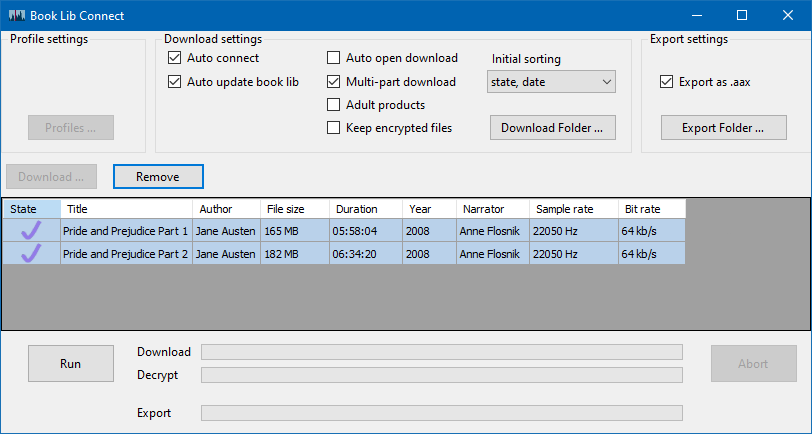 Book Lib Connect
Profile settings
Profiles ...
Download settings
Auto connect
Auto update book lib
Auto open download
Multi-part download
Adult products
Keep encrypted files
Initial sorting
state, date
Download Folder ...
Export settings
Export as .aax
Export Folder ...
Download ... Remove
State Title Author File size Duration Year Narrator Sample rate Bit rate
Pride and Prejudice Part 1 Jane Austen 165 MB 05:58:04 2008 Anne Flosnik 22050 Hz 64 kb/s
Pride and Prejudice Part 2 Jane Austen 182 MB 06:34:20 2008 Anne Flosnik 22050 Hz 64 kb/s
Run
Download
Decrypt
Export
Abort